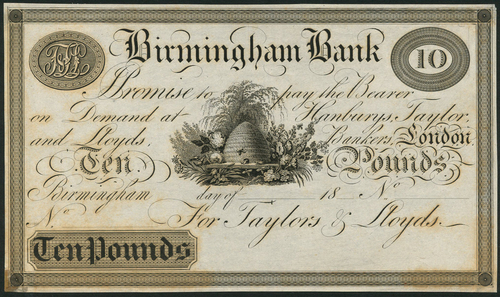 Birmingham Bank
10
I Promise to pay the Bearer
on Demand at Hanburys, Taylor,
and Lloyds, Bankers, London
Ten Pounds
Birmingham day of 18 No
No For Taylors & Lloyds
Ten Pounds